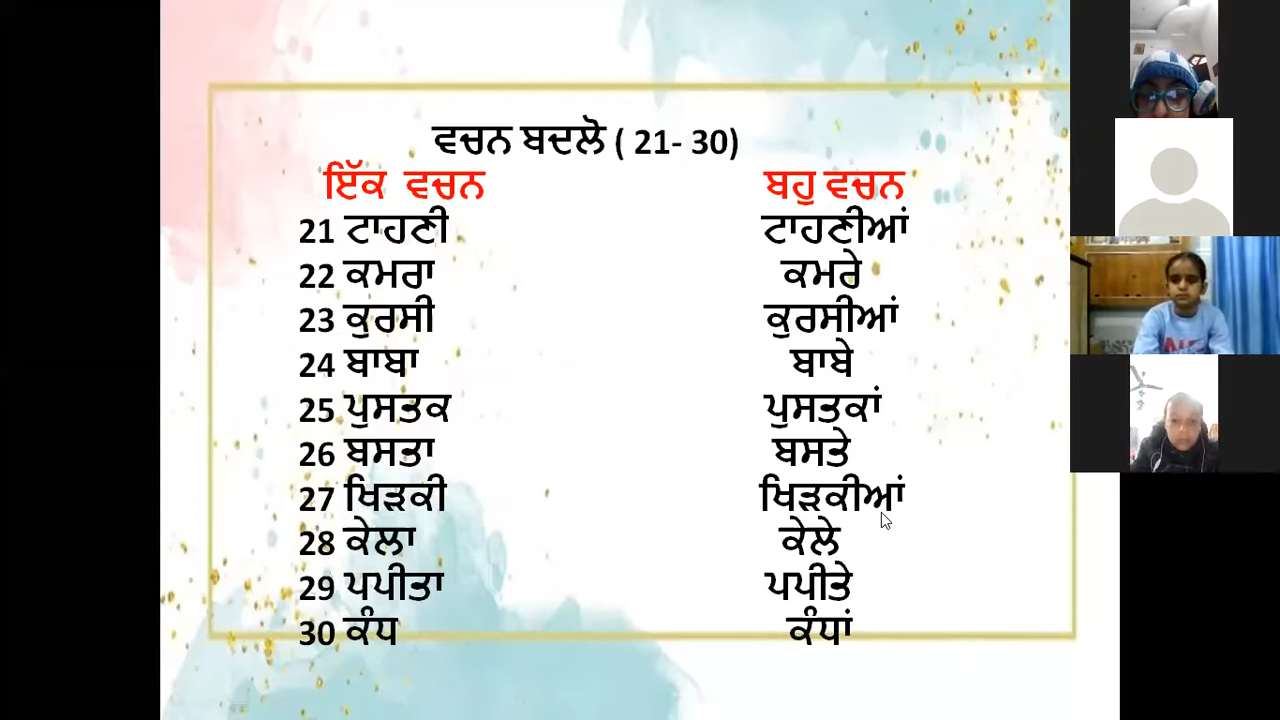 ਵਚਨ ਬਦਲੋ ( 21- 30)
ਇੱਕ ਵਚਨ ਬਹੁ ਵਚਨ
21 ਟਾਹਣੀ ਟਾਹਣੀਆਂ
22 ਕਮਰਾ ਕਮਰੇ
23 ਕੁਰਸੀ ਕੁਰਸੀਆਂ
24 ਬਾਬਾ ਬਾਬੇ
25 ਪੁਸਤਕ ਪੁਸਤਕਾਂ
26 ਬਸਤਾ ਬਸਤੇ
27 ਖਿੜਕੀ ਖਿੜਕੀਆਂ
28 ਕੇਲਾ ਕੇਲੇ
29 ਪਪੀਤਾ ਪਪੀਤੇ
30 ਕੰਧ ਕੰਧਾਂ